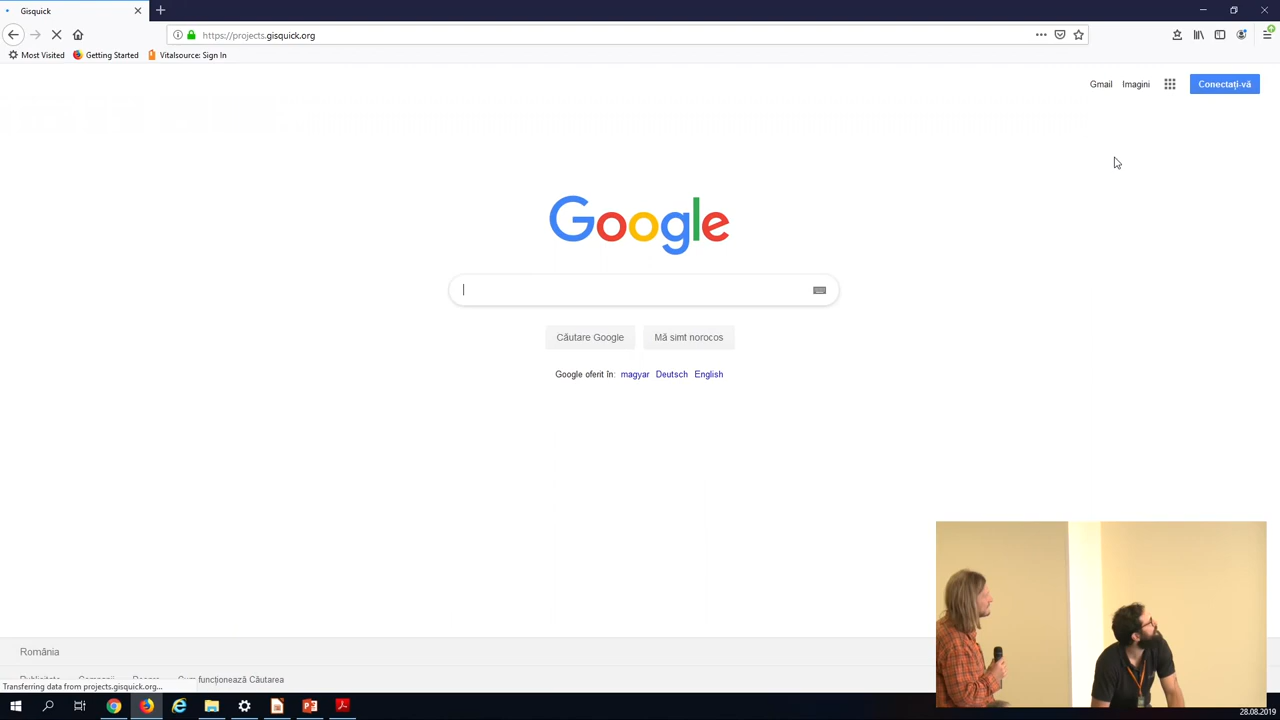 Gisquick
https://projects.gisquick.org
Most Visited
Getting Started
Vitalsource: Sign In
Gmail
Imagini
Conectați-vă
Google
Căutare Google
Mă simt norocos
Google oferit în: magyar Deutsch English
România
Cum funcționează Căutarea
Transferring data from projects.gisquick.org...
28.08.2019